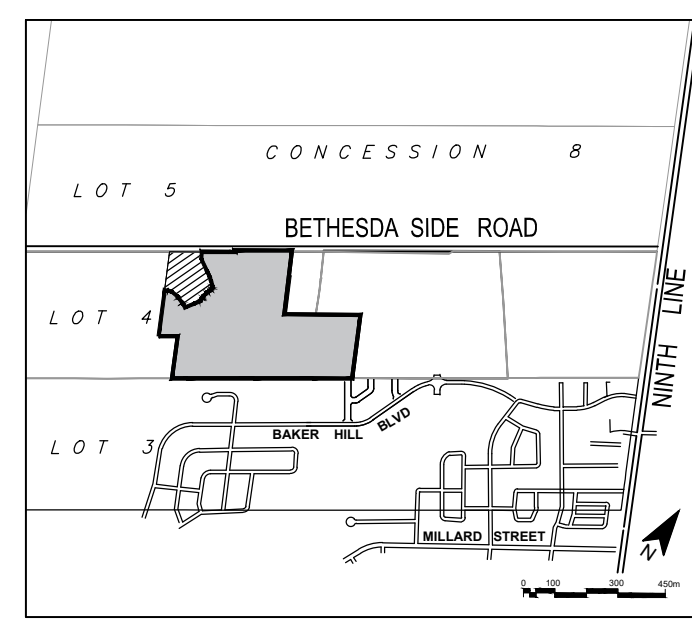 CONCESSION 8
LOT 5
BETHESDA SIDE ROAD
NINTH LINE
LOT 4
LOT 3
BAKER HILL BLVD
MILLARD STREET
N
0 100 300 450m